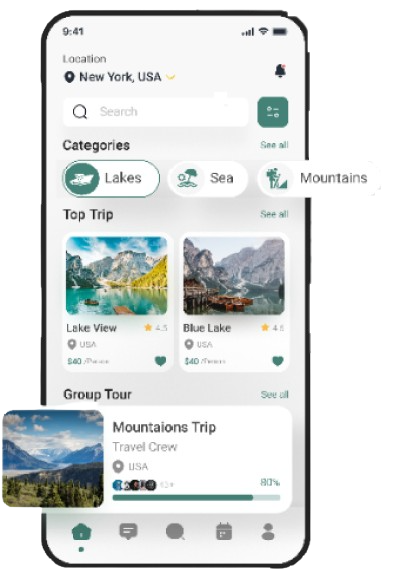 9:41
Location
New York, USA
Search
Categories
See all
Lakes
Sea
Mountains
Top Trip
See all
Lake View
4.5
Blue Lake
4.6
USA
USA
$40 /Person
$40 /Person
Group Tour
See all
Mountaions Trip
Travel Crew
USA
80%